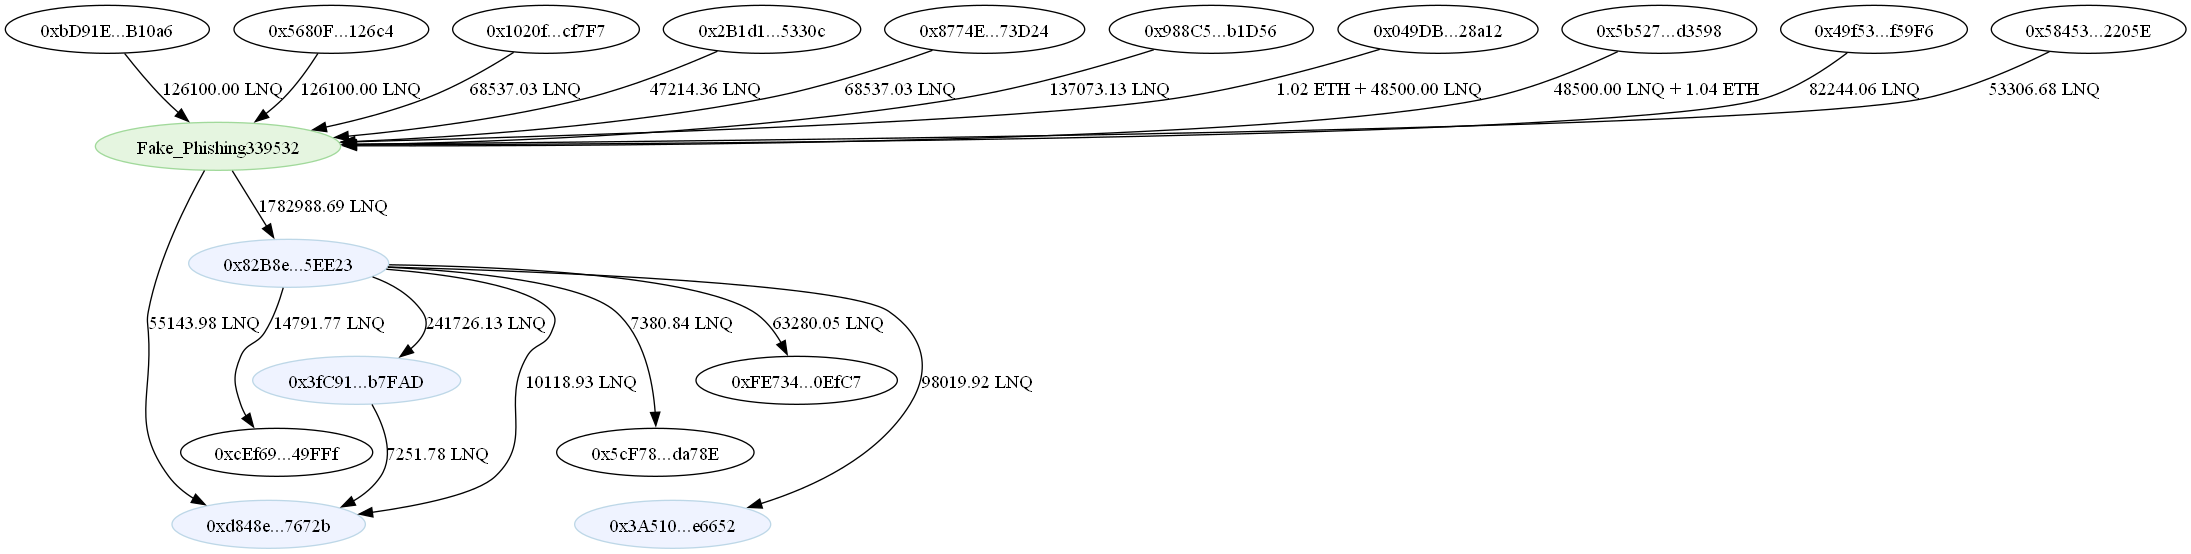 0xbD91E...B10a6
0x5680F...126c4
0x1020f...cf7F7
0x2B1d1...5330c
0x8774E...73D24
0x988C5...b1D56
0x049DB...28a12
0x5b527...d3598
0x49f53...f59F6
0x58453...2205E
126100.00 LNQ
126100.00 LNQ
68537.03 LNQ
47214.36 LNQ
68537.03 LNQ
137073.13 LNQ
1.02 ETH + 48500.00 LNQ
48500.00 LNQ + 1.04 ETH
82244.06 LNQ
53306.68 LNQ
Fake_Phishing339532
1782988.69 LNQ
0x82B8e...5EE23
55143.98 LNQ
14791.77 LNQ
241726.13 LNQ
7380.84 LNQ
63280.05 LNQ
0x3fC91...b7FAD
10118.93 LNQ
0xFE734...0EfC7
98019.92 LNQ
0xcEf69...49FFf
7251.78 LNQ
0x5cF78...da78E
0xd848e...7672b
0x3A510...e6652